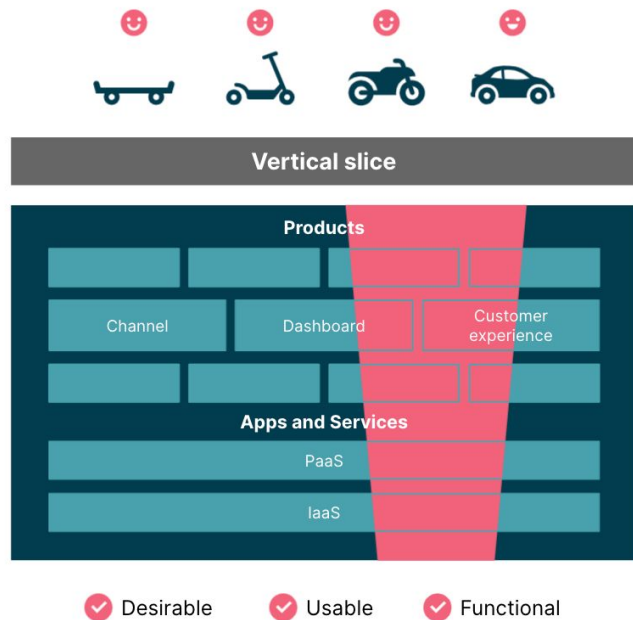 Vertical slice
Products
Channel
Dashboard
Customer
experience
Apps and Services
PaaS
IaaS
Desirable
Usable
Functional